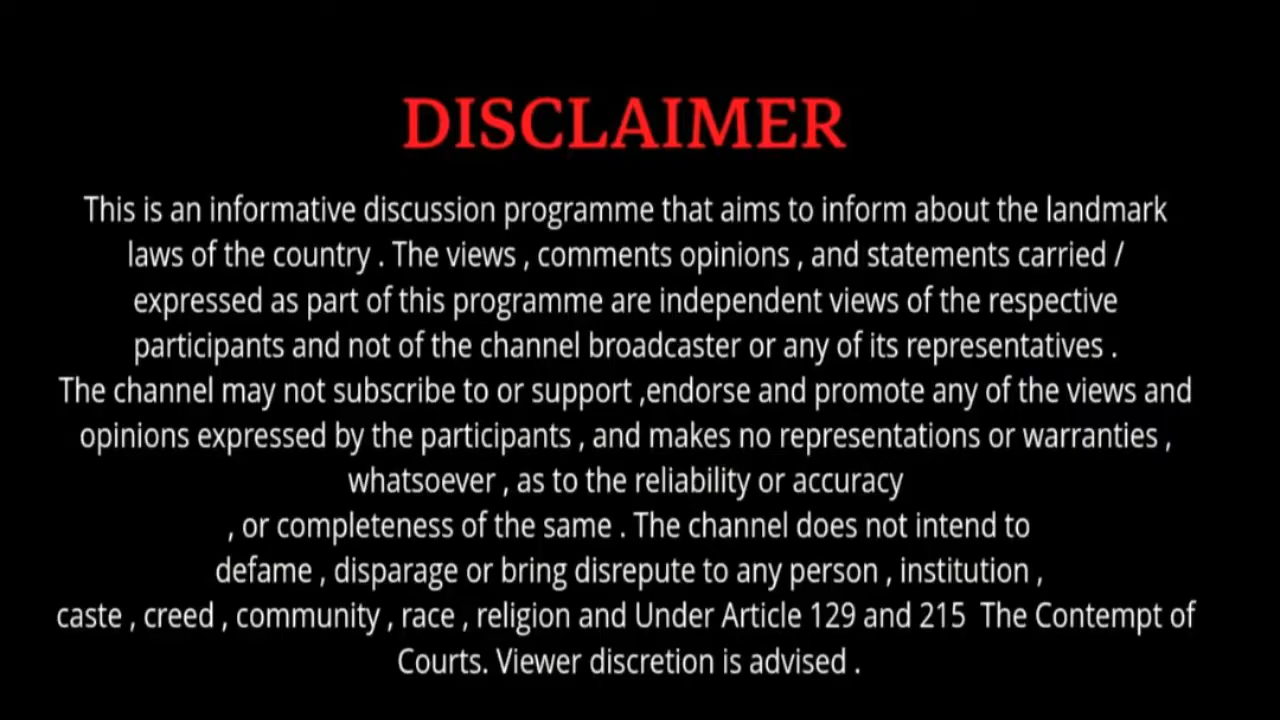 DISCLAIMER
This is an informative discussion programme that aims to inform about the landmark
laws of the country . The views , comments opinions , and statements carried /
expressed as part of this programme are independent views of the respective
participants and not of the channel broadcaster or any of its representatives .
The channel may not subscribe to or support ,endorse and promote any of the views and
opinions expressed by the participants , and makes no representations or warranties ,
whatsoever , as to the reliability or accuracy
, or completeness of the same . The channel does not intend to
defame , disparage or bring disrepute to any person , institution ,
caste , creed , community , race , religion and Under Article 129 and 215  The Contempt of
Courts. Viewer discretion is advised .